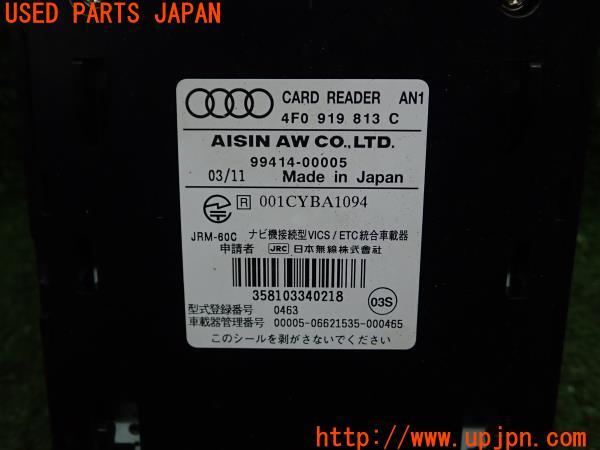 USED PARTS JAPAN
CARD READER AN1
4F0 919 813 C
AISIN AW CO.,LTD.
99414-00005
03/11 Made in Japan
R 001CYBA1094
JRM-60C ナビ機接続型VICS/ETC統合車載器
申請者 JRC 日本無線株式會社
358103340218
03S
型式登録番号 0463
車載器管理番号 00005-06621535-000465
このシールを剥がさないでください
http://www.upjpn.com